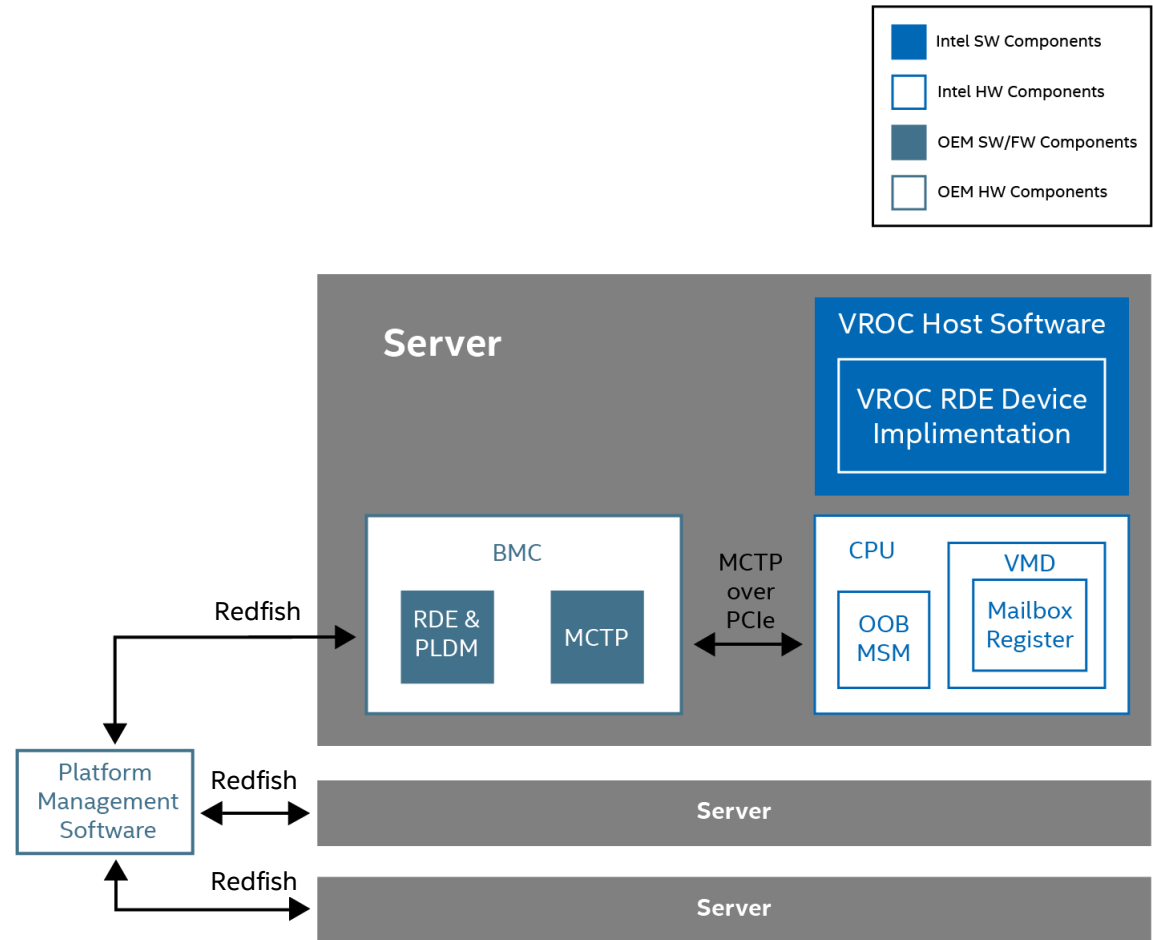 Intel SW Components
Intel HW Components
OEM SW/FW Components
OEM HW Components
Server
VROC Host Software
VROC RDE Device
Implimentation
BMC
RDE &
PLDM
MCTP
MCTP
over
PCIe
CPU
OOB
MSM
VMD
Mailbox
Register
Redfish
Platform
Management
Software
Redfish
Server
Redfish
Server